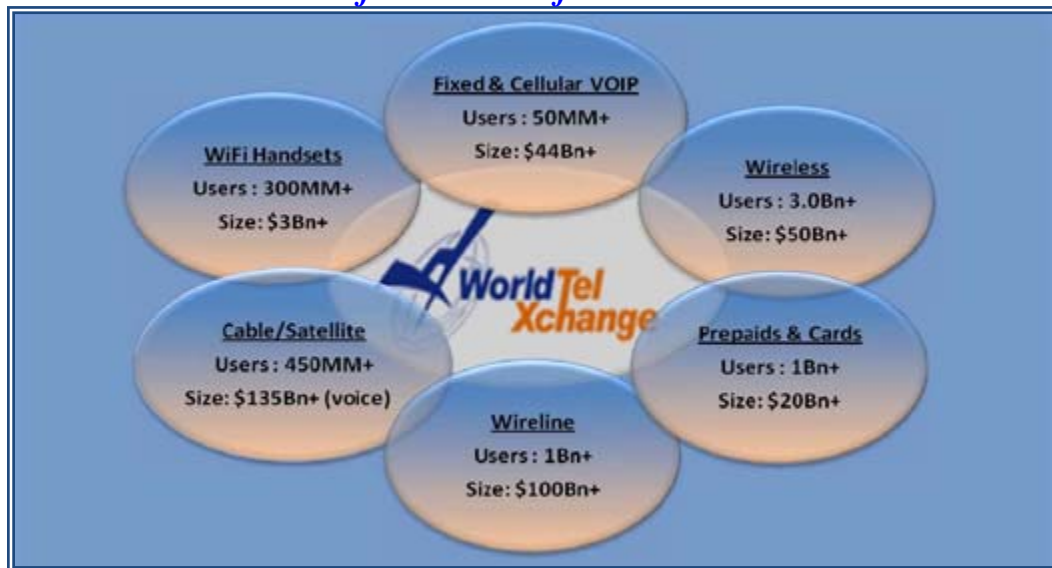 Fixed & Cellular VOIP
Users : 50MM+
Size: $44Bn+
WiFi Handsets
Users : 300MM+
Size: $3Bn+
Wireless
Users : 3.0Bn+
Size: $50Bn+
World Tel
Xchange
Cable/Satellite
Users : 450MM+
Size: $135Bn+ (voice)
Prepaids & Cards
Users : 1Bn+
Size: $20Bn+
Wireline
Users : 1Bn+
Size: $100Bn+